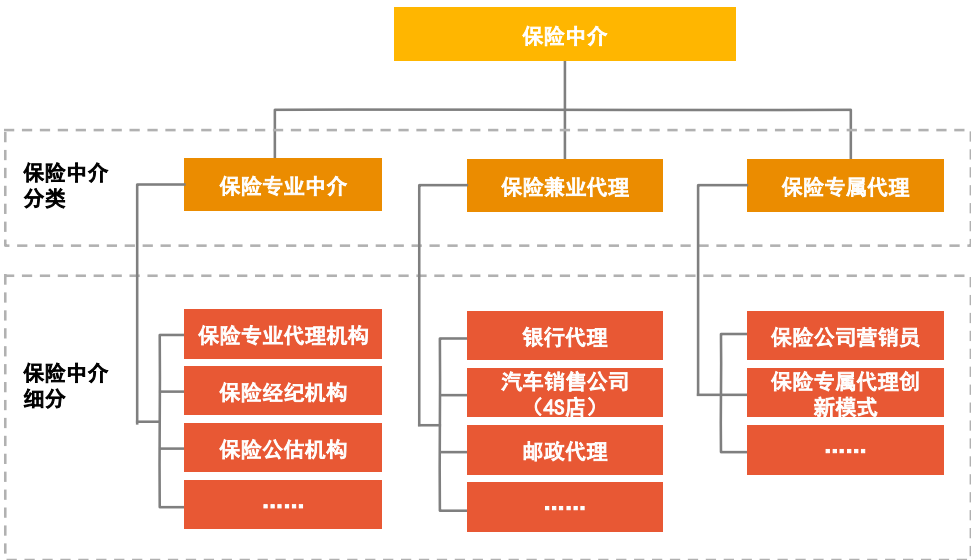 保险中介
保险中介
分类
保险专业中介
保险兼业代理
保险专属代理
保险中介
细分
保险专业代理机构
保险经纪机构
保险公估机构
……
银行代理
汽车销售公司
（4S店）
邮政代理
……
保险公司营销员
保险专属代理创
新模式
……